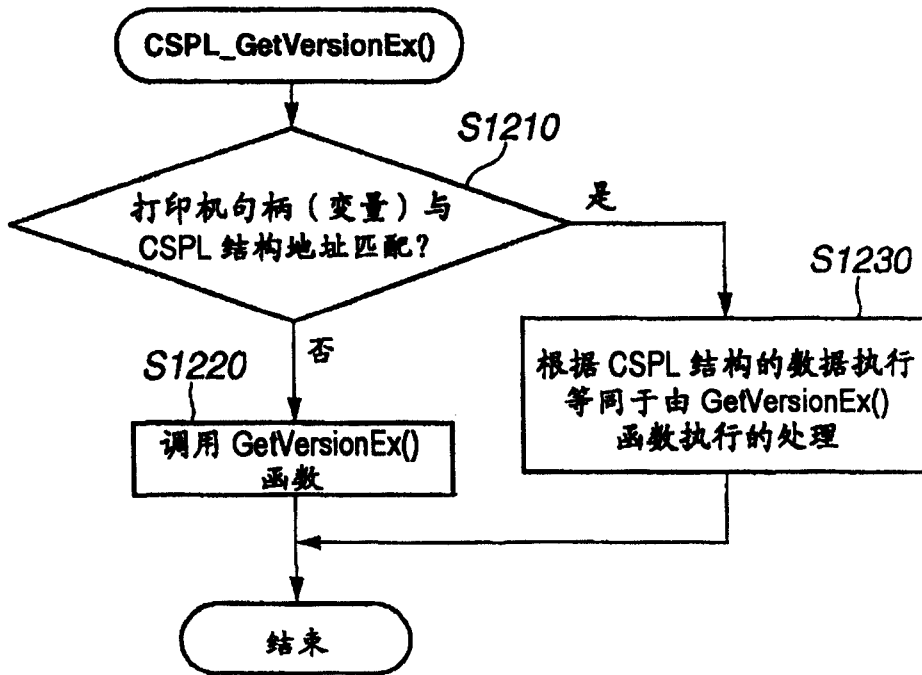 CSPL_GetVersionEx()
S1210
打印机句柄（变量）与
CSPL 结构地址匹配？
是
S1230
否
S1220
根据 CSPL 结构的数据执行
等同于由 GetVersionEx()
函数执行的处理
调用 GetVersionEx()
函数
结束